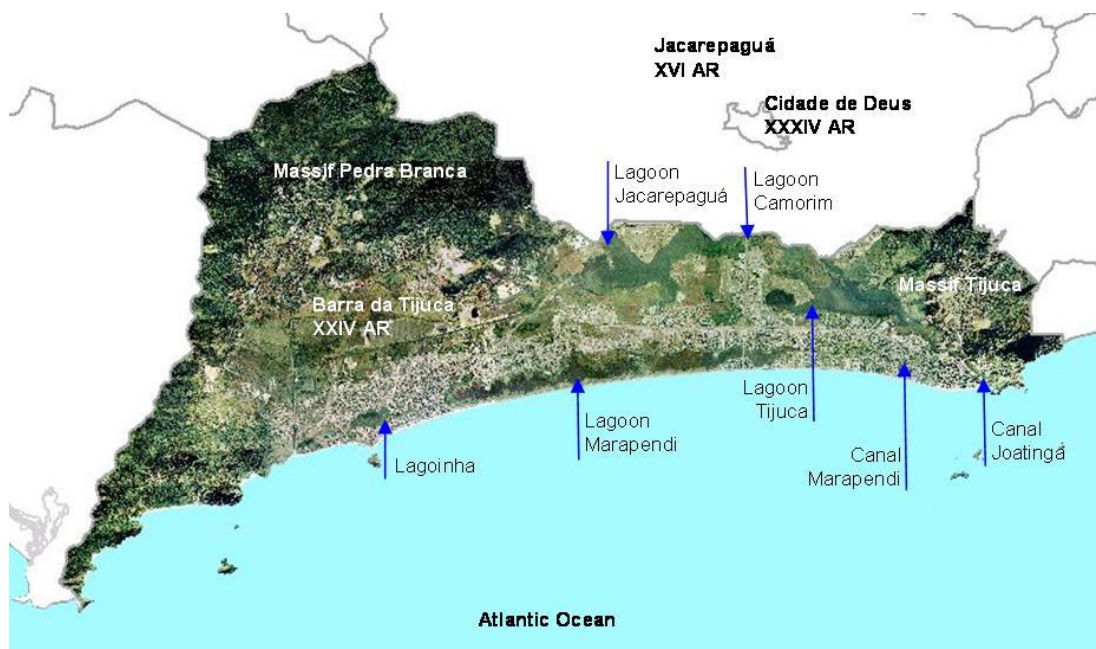 Jacarepaguá
XVI AR
Cidade de Deus
XXXIV AR
Massif Pedra Branca
Lagoon
Jacarepaguá
Lagoon
Camorim
Massif Tijuca
Barra da Tijuca
XXIV AR
Lagoinha
Lagoon
Marapendi
Lagoon
Tijuca
Canal
Marapendi
Canal
Joatingá
Atlantic Ocean